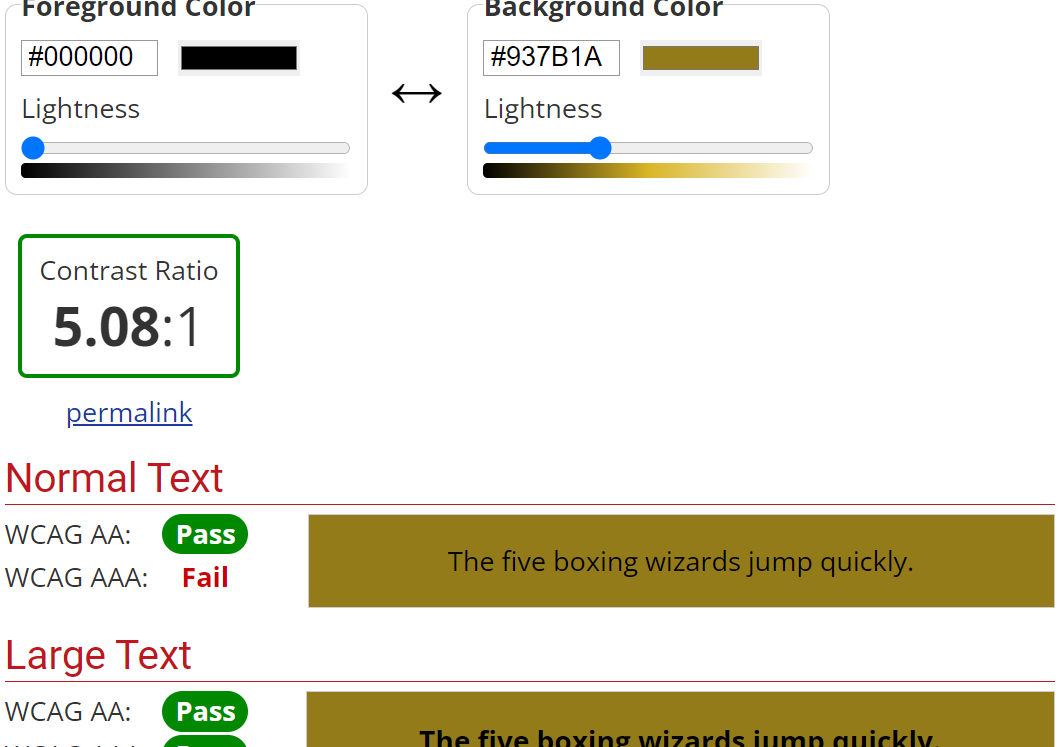 Foreground Color
Background Color
#000000
#937B1A
Lightness
Lightness
Contrast Ratio
5.08:1
permalink
Normal Text
WCAG AA: Pass
WCAG AAA: Fail
The five boxing wizards jump quickly.
Large Text
WCAG AA: Pass
The five boxing wizards jump quickly.